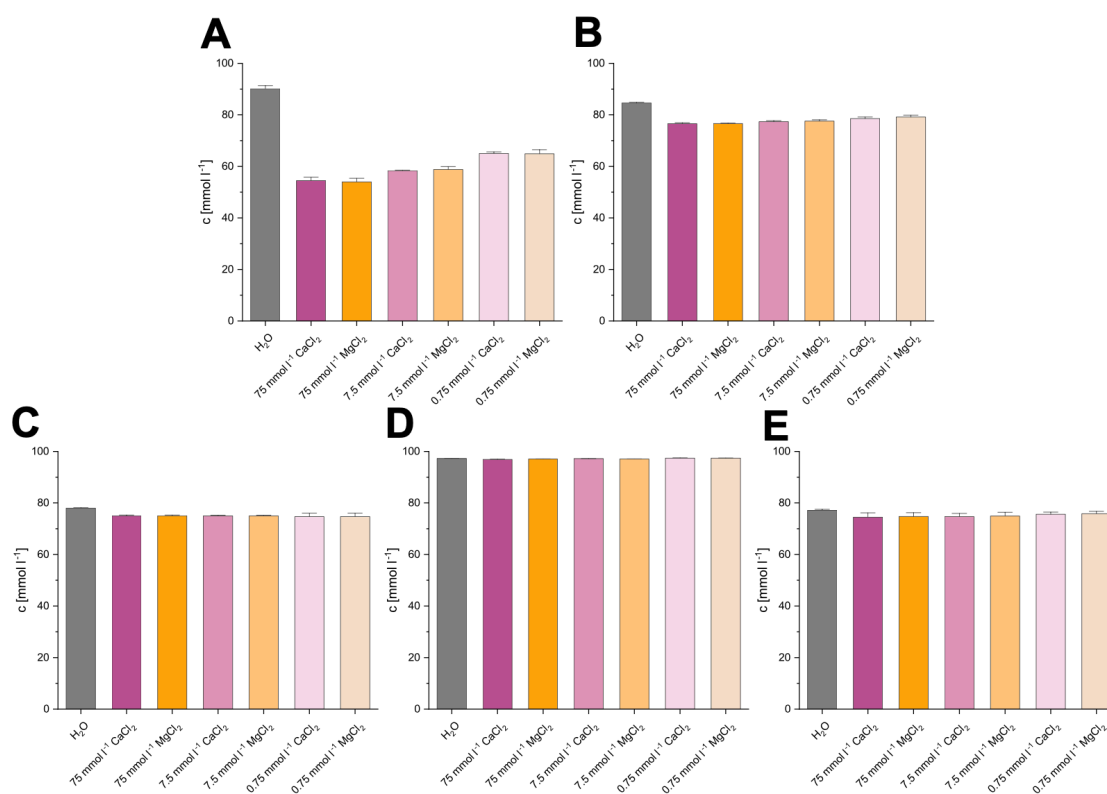 A
100
80
60
40
20
0
c [mmol l⁻¹]
H₂O
75 mmol l⁻¹ CaCl₂
75 mmol l⁻¹ MgCl₂
7.5 mmol l⁻¹ CaCl₂
7.5 mmol l⁻¹ MgCl₂
0.75 mmol l⁻¹ CaCl₂
0.75 mmol l⁻¹ MgCl₂
B
100
80
60
40
20
0
c [mmol l⁻¹]
H₂O
75 mmol l⁻¹ CaCl₂
75 mmol l⁻¹ MgCl₂
7.5 mmol l⁻¹ CaCl₂
7.5 mmol l⁻¹ MgCl₂
0.75 mmol l⁻¹ CaCl₂
0.75 mmol l⁻¹ MgCl₂
C
100
80
60
40
20
0
c [mmol l⁻¹]
H₂O
75 mmol l⁻¹ CaCl₂
75 mmol l⁻¹ MgCl₂
7.5 mmol l⁻¹ CaCl₂
7.5 mmol l⁻¹ MgCl₂
0.75 mmol l⁻¹ CaCl₂
0.75 mmol l⁻¹ MgCl₂
D
100
80
60
40
20
0
c [mmol l⁻¹]
H₂O
75 mmol l⁻¹ CaCl₂
75 mmol l⁻¹ MgCl₂
7.5 mmol l⁻¹ CaCl₂
7.5 mmol l⁻¹ MgCl₂
0.75 mmol l⁻¹ CaCl₂
0.75 mmol l⁻¹ MgCl₂
E
100
80
60
40
20
0
c [mmol l⁻¹]
H₂O
75 mmol l⁻¹ CaCl₂
75 mmol l⁻¹ MgCl₂
7.5 mmol l⁻¹ CaCl₂
7.5 mmol l⁻¹ MgCl₂
0.75 mmol l⁻¹ CaCl₂
0.75 mmol l⁻¹ MgCl₂